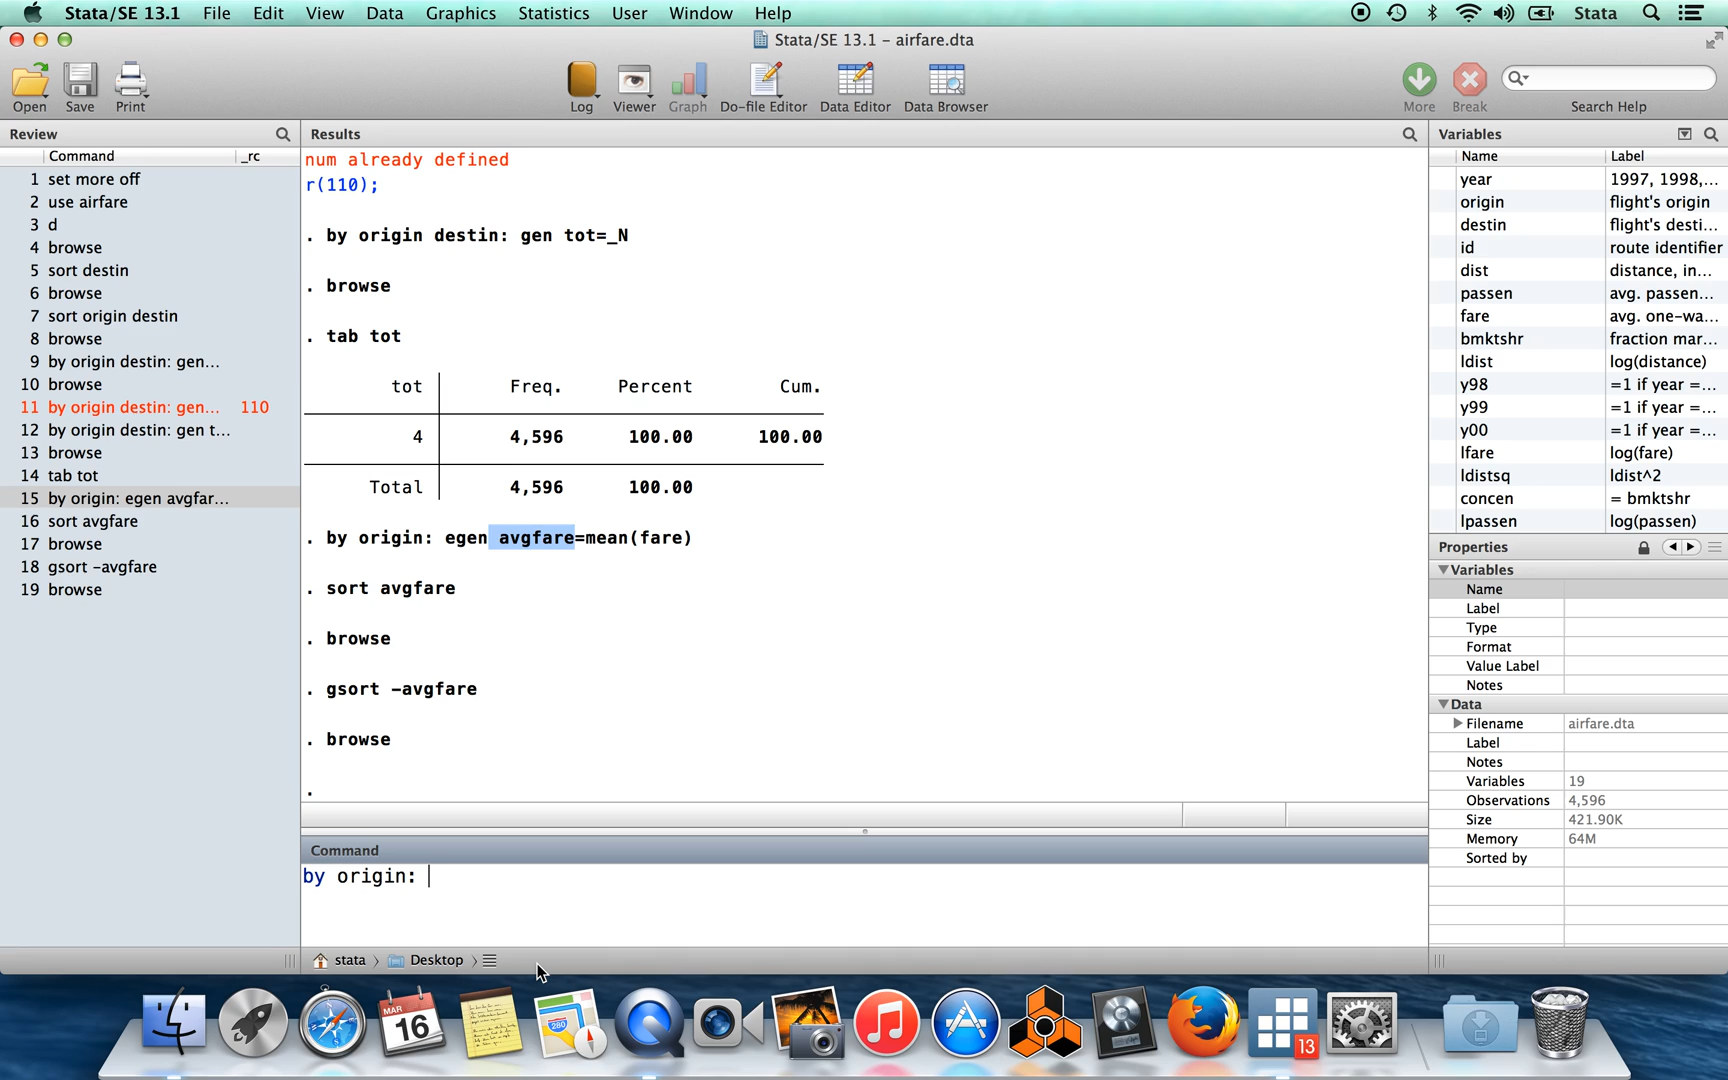 Stata/SE 13.1 File Edit View Data Graphics Statistics User Window Help Stata
Stata/SE 13.1 – airfare.dta
Open Save Print Log Viewer Graph Do-file Editor Data Editor Data Browser More Break Search Help
Review
Command _rc
1 set more off
2 use airfare
3 d
4 browse
5 sort destin
6 browse
7 sort origin destin
8 browse
9 by origin destin: gen...
10 browse
11 by origin destin: gen... 110
12 by origin destin: gen t...
13 browse
14 tab tot
15 by origin: egen avgfar...
16 sort avgfare
17 browse
18 gsort -avgfare
19 browse
Results
num already defined
r(110);
. by origin destin: gen tot=_N
. browse
. tab tot
tot Freq. Percent Cum.
4 4,596 100.00 100.00
Total 4,596 100.00
. by origin: egen avgfare=mean(fare)
. sort avgfare
. browse
. gsort -avgfare
. browse
.
Command
by origin:
stata Desktop
Variables
Name Label
year 1997, 1998,...
origin flight's origin
destin flight's desti...
id route identifier
dist distance, in...
passen avg. passen...
fare avg. one-wa...
bmktshr fraction mar...
ldist log(distance)
y98 =1 if year =...
y99 =1 if year =...
y00 =1 if year =...
lfare log(fare)
ldistsq ldist^2
concen = bmktshr
lpassen log(passen)
Properties
Variables
Name
Label
Type
Format
Value Label
Notes
Data
Filename airfare.dta
Label
Notes
Variables 19
Observations 4,596
Size 421.90K
Memory 64M
Sorted by
MAR
16
280
13